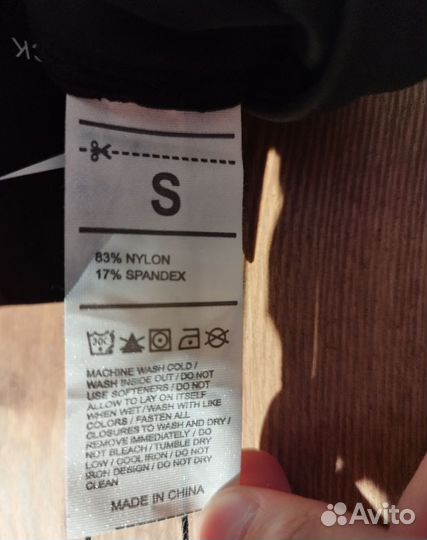 CK
S
83% NYLON
17% SPANDEX
MACHINE WASH COLD /
WASH INSIDE OUT / DO NOT
USE SOFTENERS / DO NOT
ALLOW TO LAY ON ITSELF
WHEN WET / WASH WITH LIKE
COLORS / FASTEN ALL
CLOSURES TO WASH AND DRY /
REMOVE IMMEDIATELY / DO
NOT BLEACH / TUMBLE DRY
LOW / COOL IRON / DO NOT
IRON DESIGN / DO NOT DRY
CLEAN
MADE IN CHINA
Avito